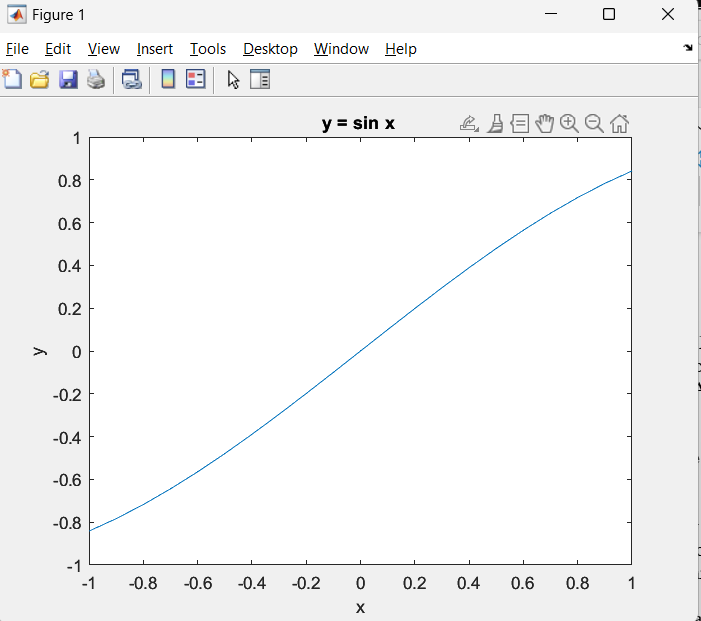 Figure 1
File Edit View Insert Tools Desktop Window Help
y = sin x
1
0.8
0.6
0.4
0.2
0
-0.2
-0.4
-0.6
-0.8
-1
y
-1 -0.8 -0.6 -0.4 -0.2 0 0.2 0.4 0.6 0.8 1
x